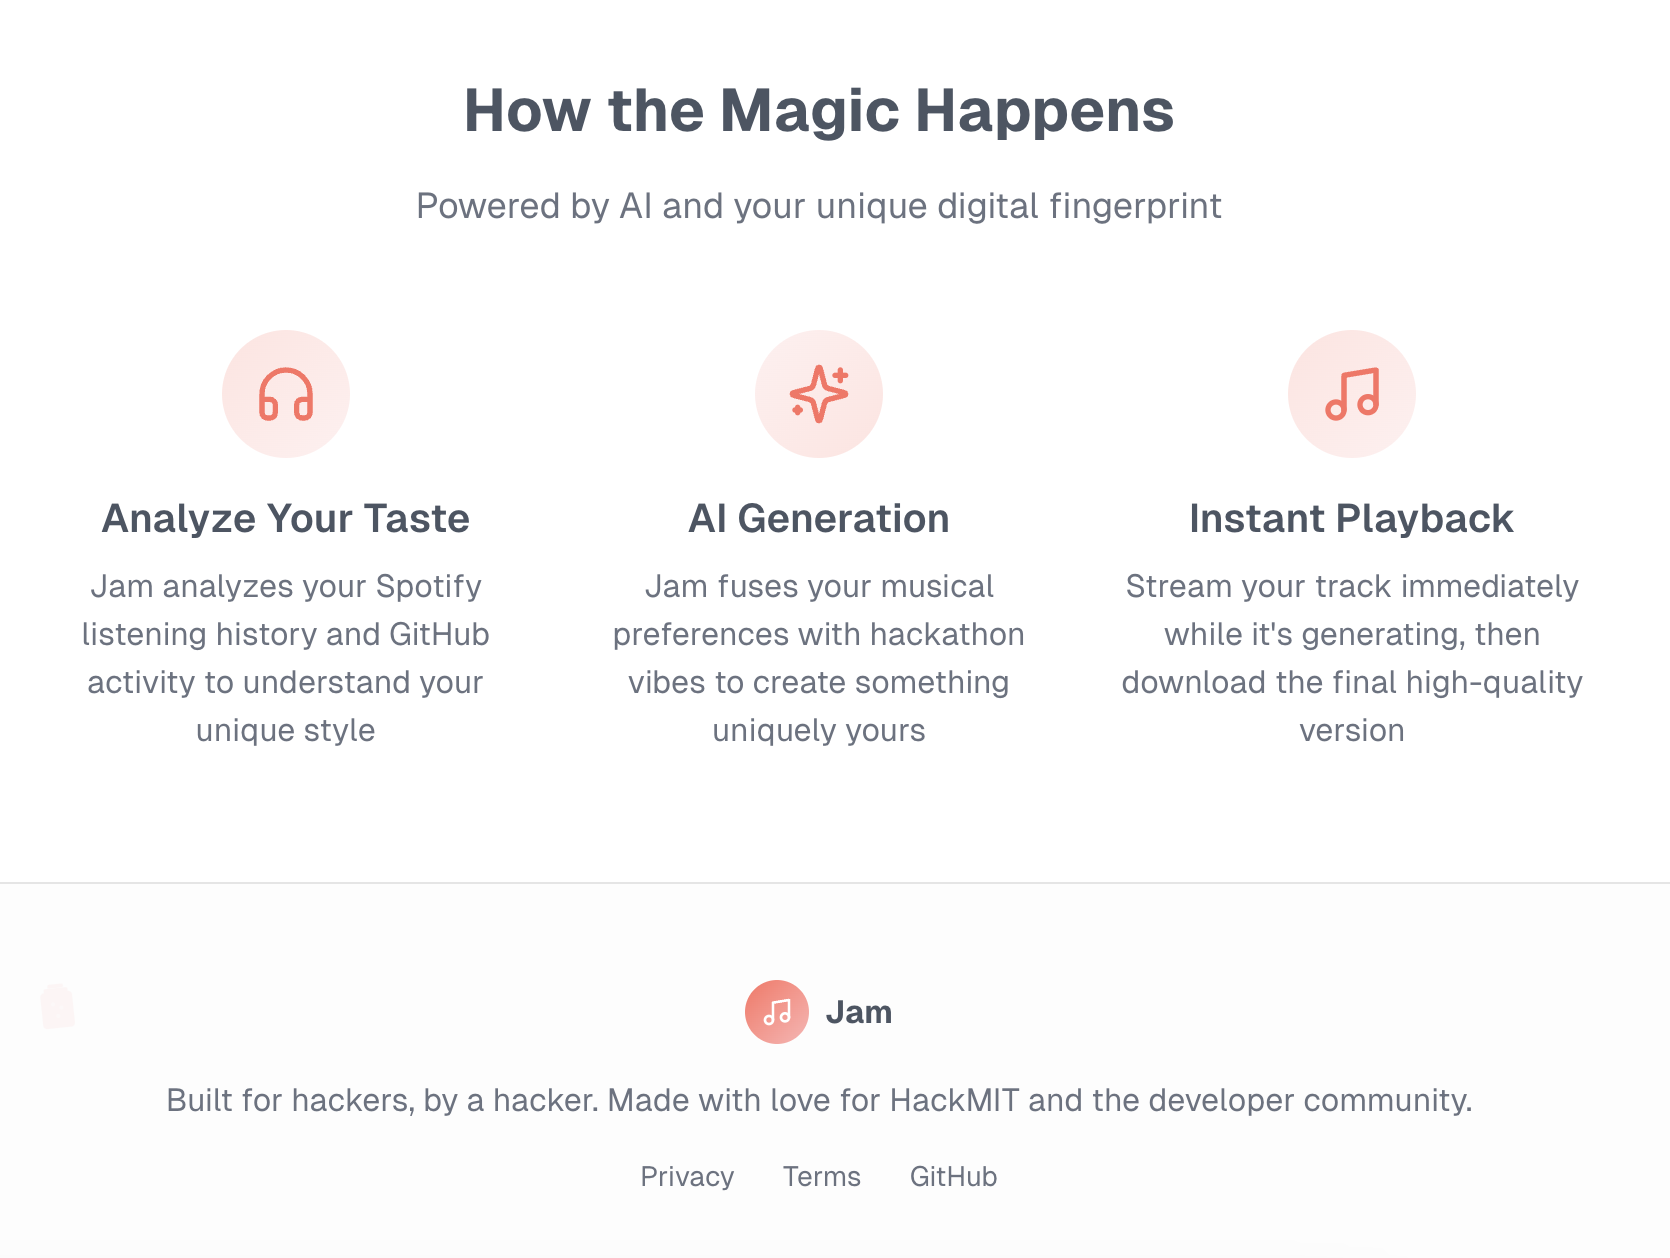 How the Magic Happens
Powered by AI and your unique digital fingerprint
Analyze Your Taste
Jam analyzes your Spotify
listening history and GitHub
activity to understand your
unique style
AI Generation
Jam fuses your musical
preferences with hackathon
vibes to create something
uniquely yours
Instant Playback
Stream your track immediately
while it's generating, then
download the final high-quality
version
Jam
Built for hackers, by a hacker. Made with love for HackMIT and the developer community.
Privacy Terms GitHub